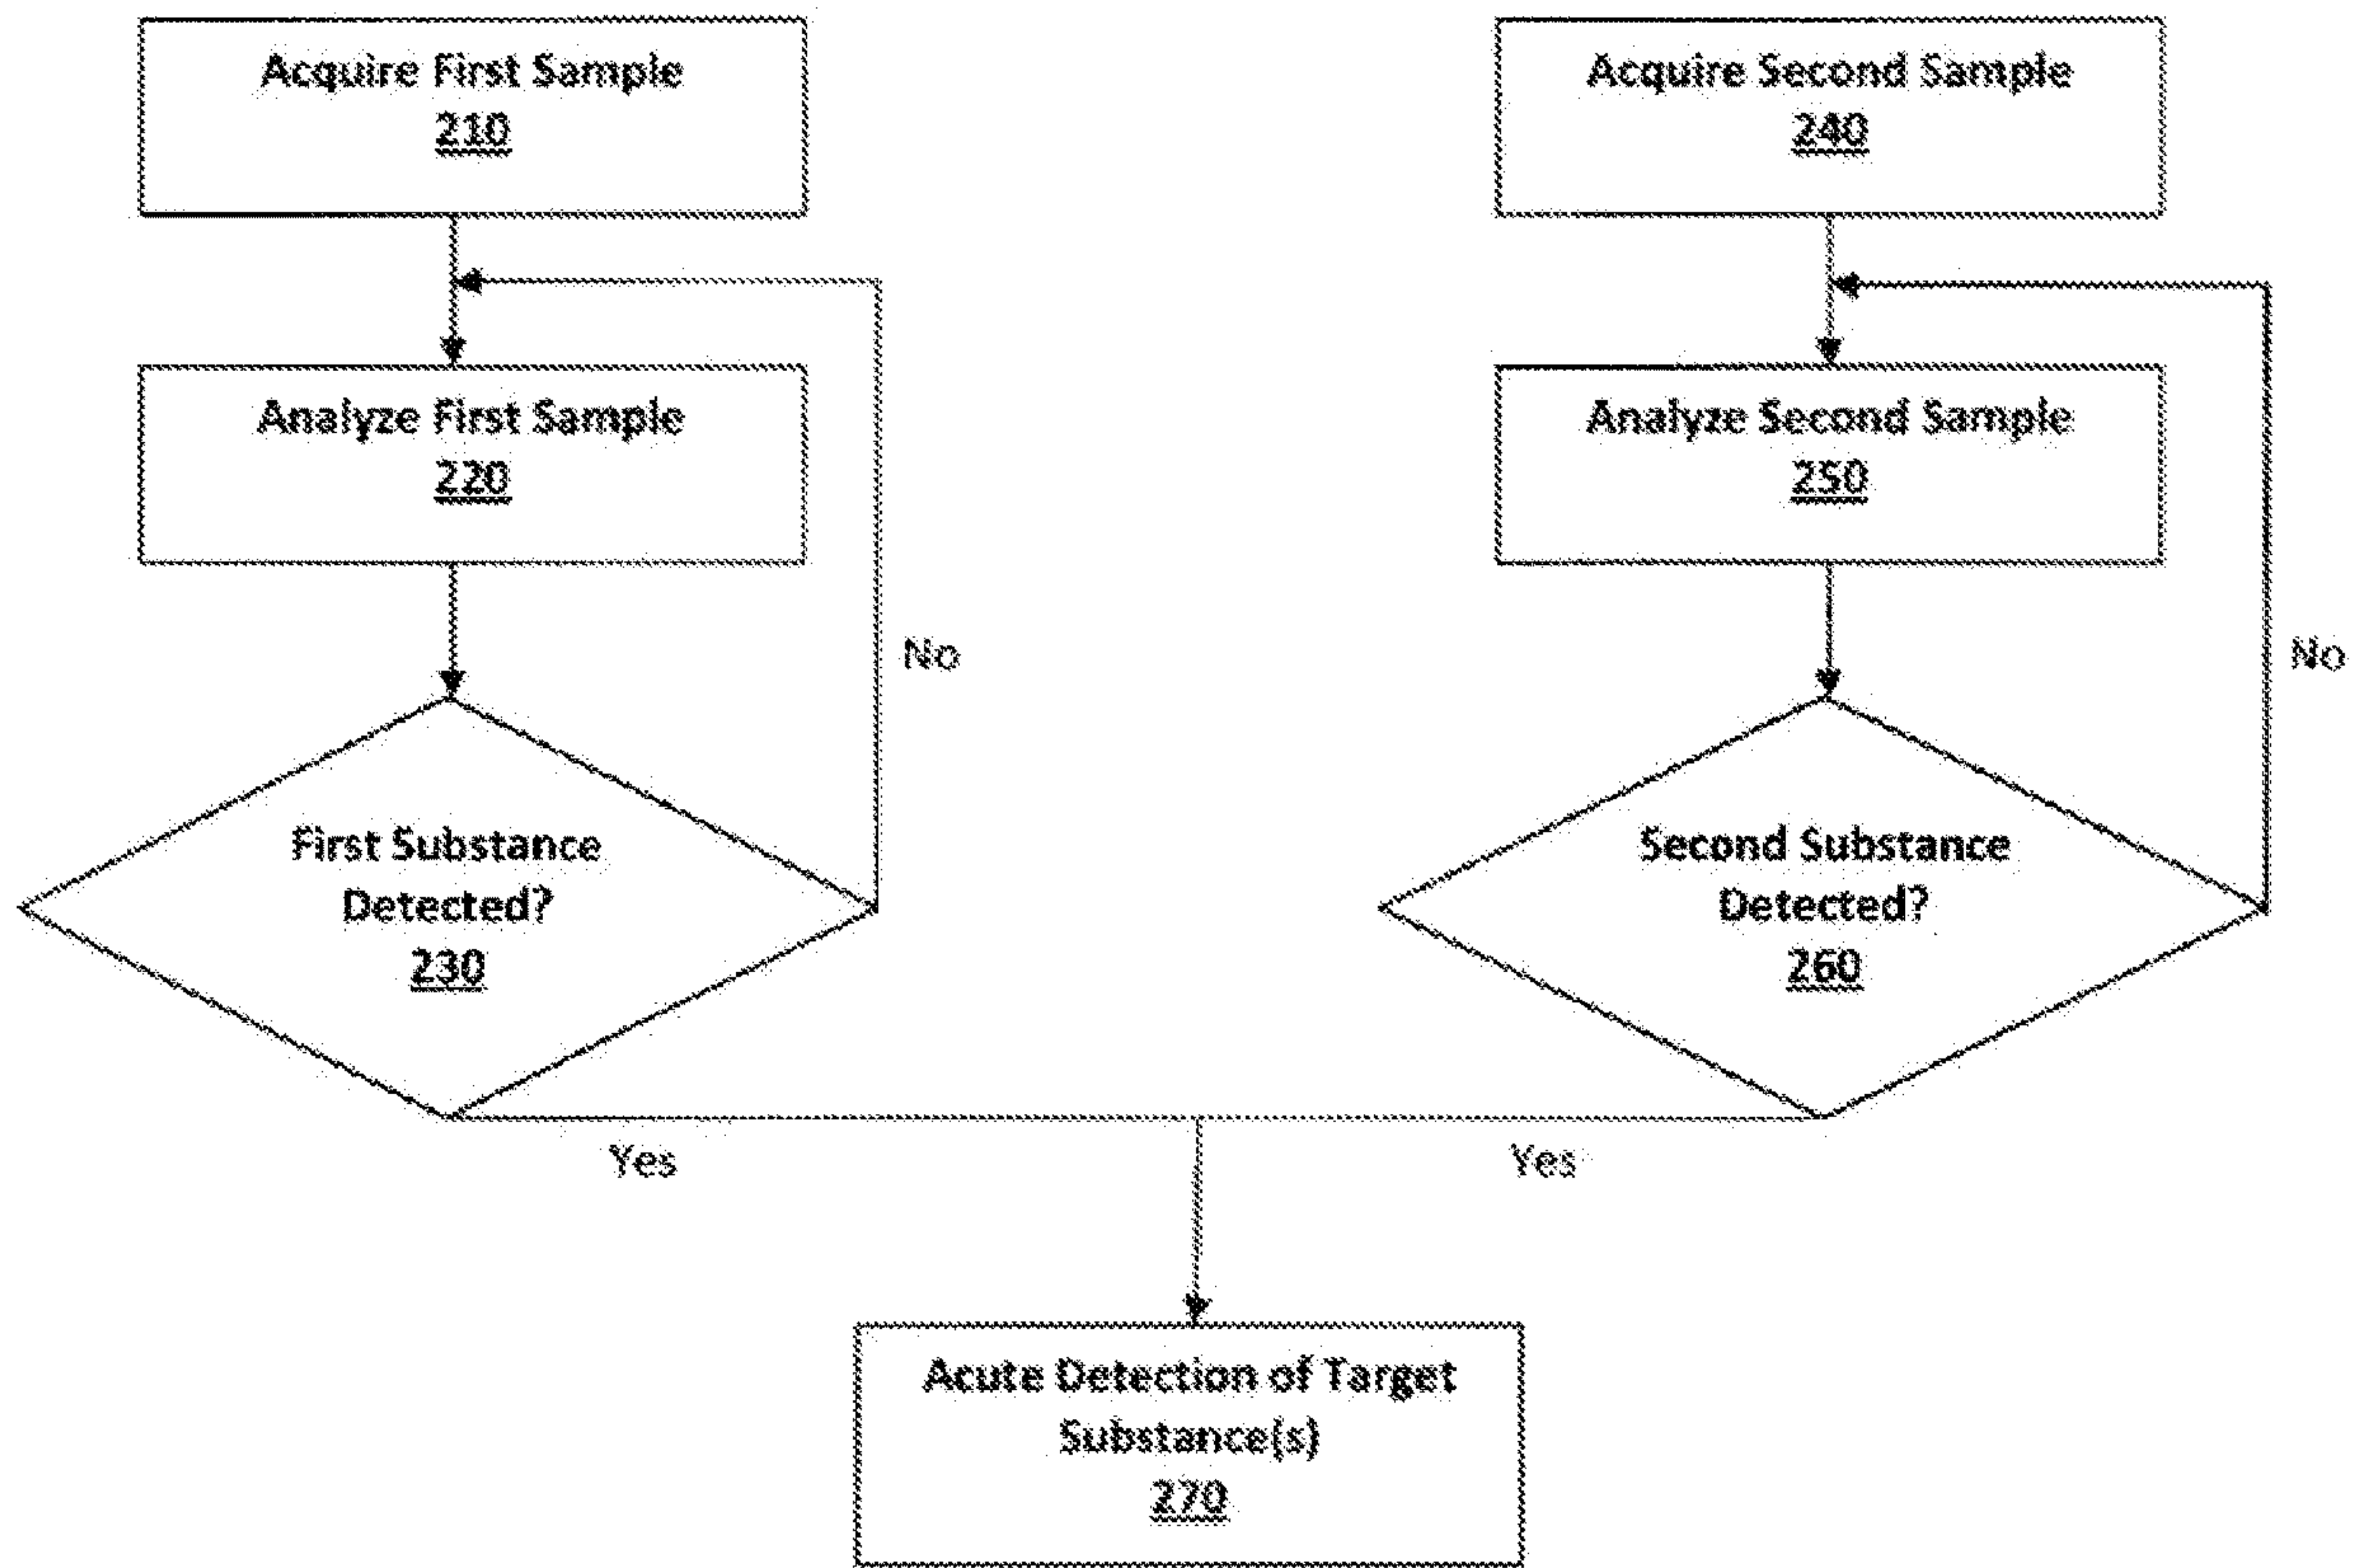 Acquire First Sample
210
Acquire Second Sample
240
Analyze First Sample
220
Analyze Second Sample
250
No
No
First Substance
Detected?
230
Second Substance
Detected?
260
Yes
Yes
Acute Detection of Target
Substance(s)
270